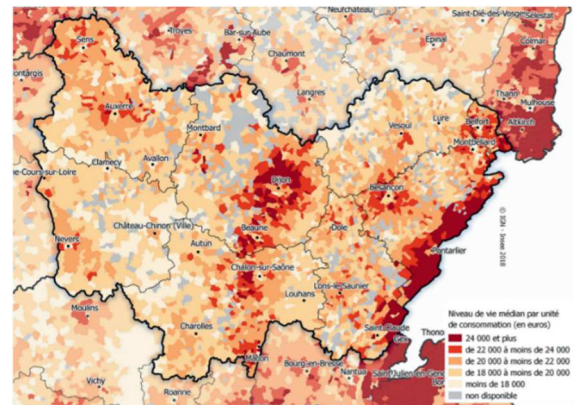 Neufchâteau
Saint-Dié-des-Vosges
Sélestat
Troyes
Bar-sur-Aube
Epinal
Colmar
Sens
Chaumont
Langres
Thann
Mulhouse
Altkirch
Auxerre
Montbard
Vesoul
Lure
Belfort
Montbéliard
Avallon
Clamecy
Dijon
Besançon
Château-Chinon (Ville)
Beaune
Dole
Nevers
Autun
Pontarlier
Chalon-sur-Saône
Louhans
Lons-le-Saunier
Moulins
Charolles
Saint-Claude
Gex
Thono
Mâcon
Bourg-en-Bresse
Nantua
Saint-Julien-en-Gen
Vichy
Roanne
© IGN - Insee 2018
Niveau de vie médian par unité
de consommation (en euros)
24 000 et plus
de 22 000 à moins de 24 000
de 20 000 à moins de 22 000
de 18 000 à moins de 20 000
moins de 18 000
non disponible